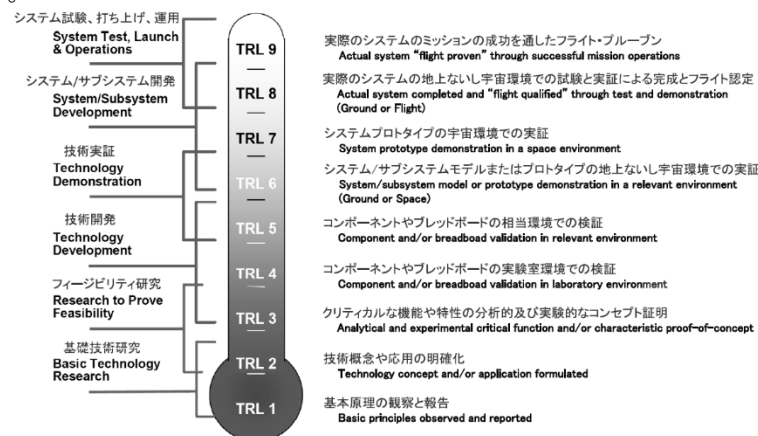 システム試験、打ち上げ、運用
System Test, Launch
& Operations
システム/サブシステム開発
System/Subsystem
Development
技術実証
Technology
Demonstration
技術開発
Technology
Development
フィージビリティ研究
Research to Prove
Feasibility
基礎技術研究
Basic Technology
Research
TRL 9
TRL 8
TRL 7
TRL 6
TRL 5
TRL 4
TRL 3
TRL 2
TRL 1
実際のシステムのミッションの成功を通したフライト・プルーブン
Actual system “flight proven” through successful mission operations
実際のシステムの地上ないし宇宙環境での試験と実証による完成とフライト認定
Actual system completed and “flight qualified” through test and demonstration
(Ground or Flight)
システムプロトタイプの宇宙環境での実証
System prototype demonstration in a space environment
システム/サブシステムモデルまたはプロトタイプの地上ないし宇宙環境での実証
System/subsystem model or prototype demonstration in a relevant environment
(Ground or Space)
コンポーネントやブレッドボードの相当環境での検証
Component and/or breadboad validation in relevant environment
コンポーネントやブレッドボードの実験室環境での検証
Component and/or breadboad validation in laboratory environment
クリティカルな機能や特性の分析的及び実験的なコンセプト証明
Analytical and experimental critical function and/or characteristic proof-of-concept
技術概念や応用の明確化
Technology concept and/or application formulated
基本原理の観察と報告
Basic principles observed and reported